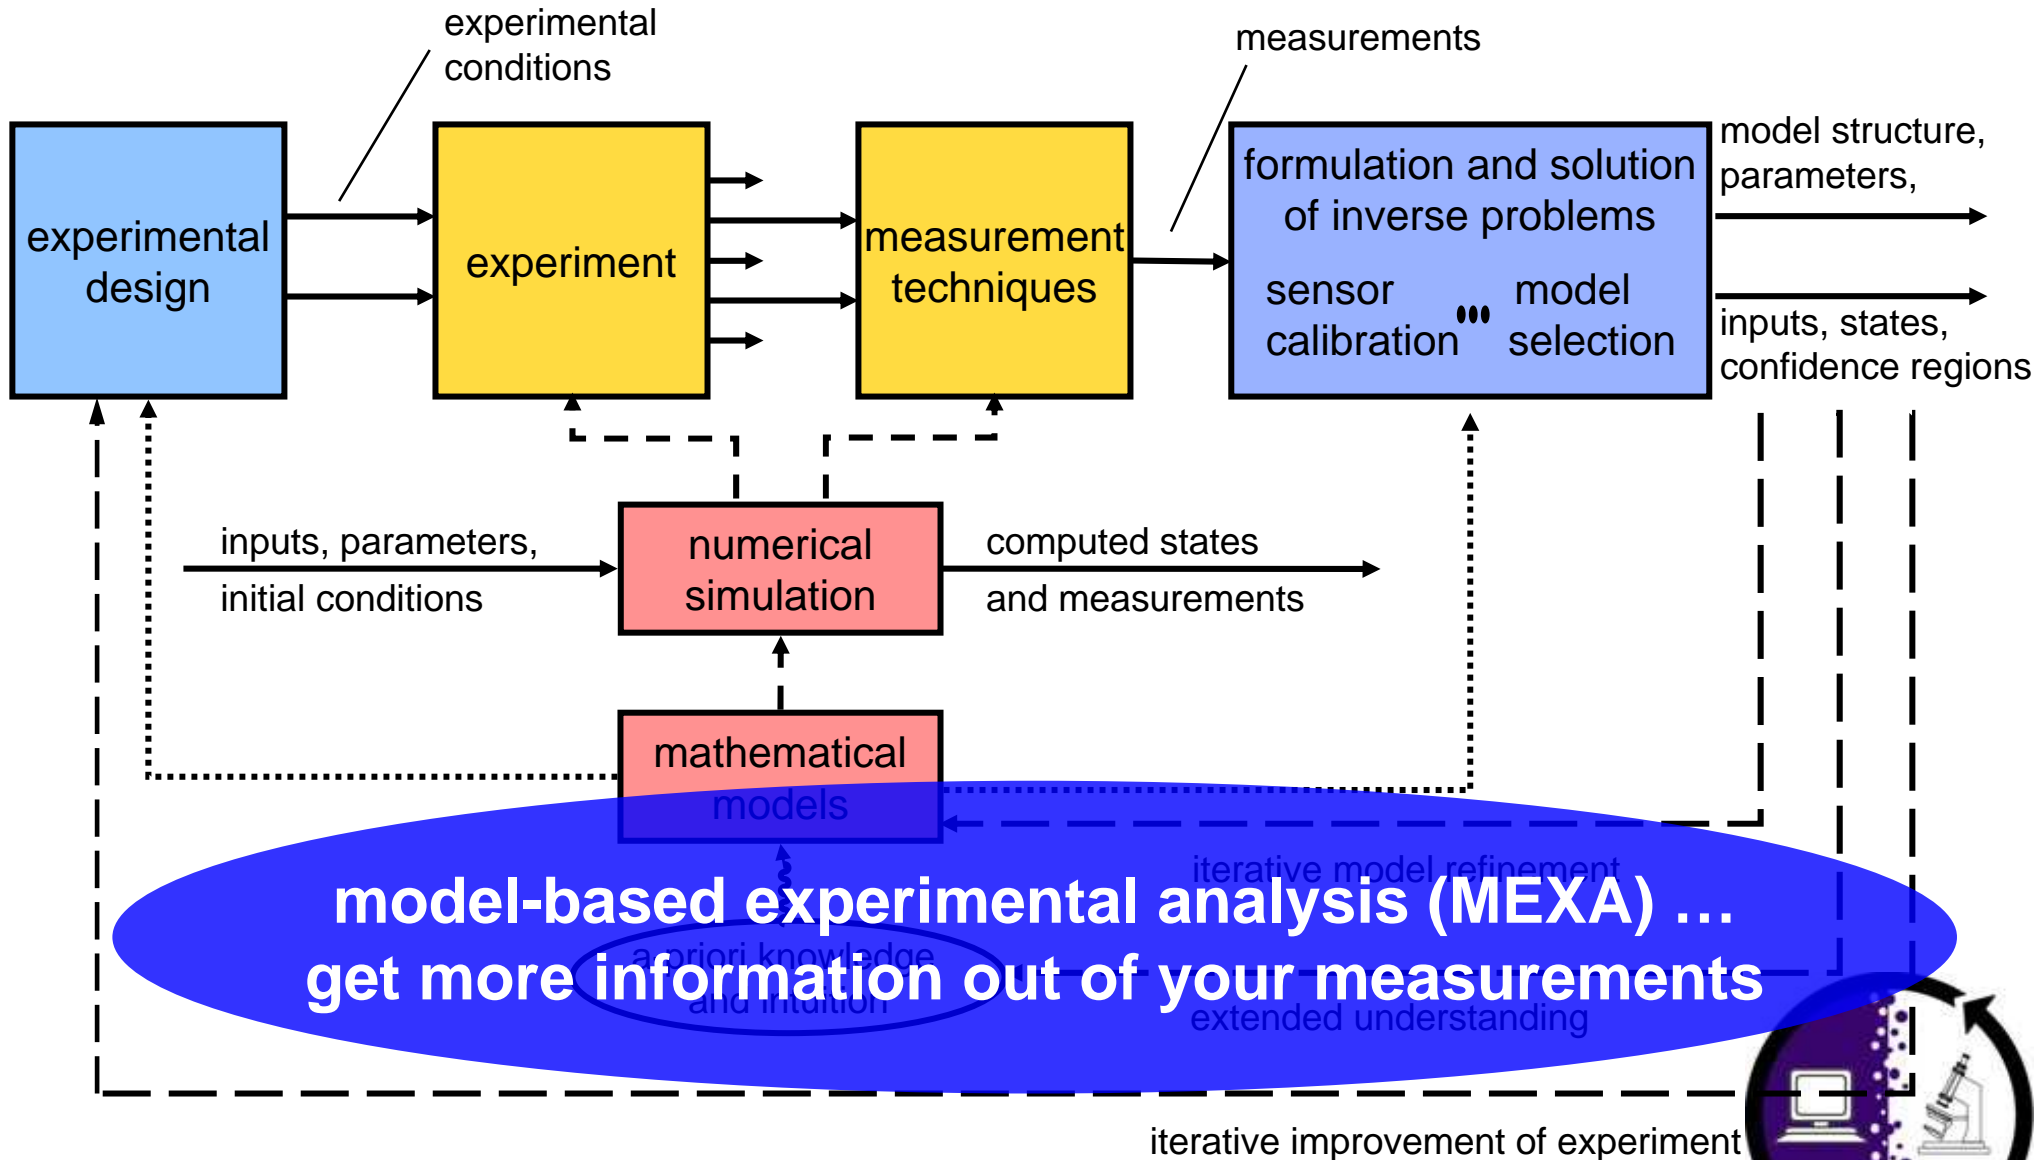 experimental
conditions
measurements
experimental
design
experiment
measurement
techniques
formulation and solution
of inverse problems
sensor
calibration
model
selection
model structure,
parameters,
inputs, states,
confidence regions
inputs, parameters,
initial conditions
numerical
simulation
computed states
and measurements
mathematical
models
iterative model refinement
model-based experimental analysis (MEXA) …
get more information out of your measurements
a-priori knowledge
and intuition
extended understanding
iterative improvement of experiment